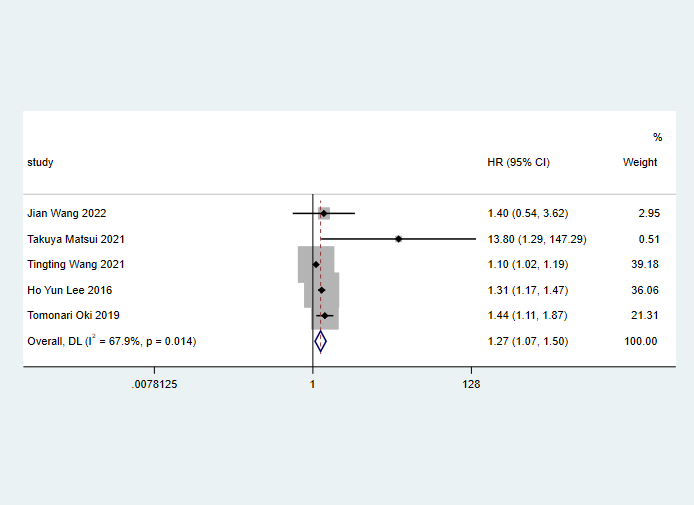 %
study HR (95% CI) Weight
Jian Wang 2022 1.40 (0.54, 3.62) 2.95
Takuya Matsui 2021 13.80 (1.29, 147.29) 0.51
Tingting Wang 2021 1.10 (1.02, 1.19) 39.18
Ho Yun Lee 2016 1.31 (1.17, 1.47) 36.06
Tomonari Oki 2019 1.44 (1.11, 1.87) 21.31
Overall, DL (I² = 67.9%, p = 0.014) 1.27 (1.07, 1.50) 100.00
.0078125 1 128